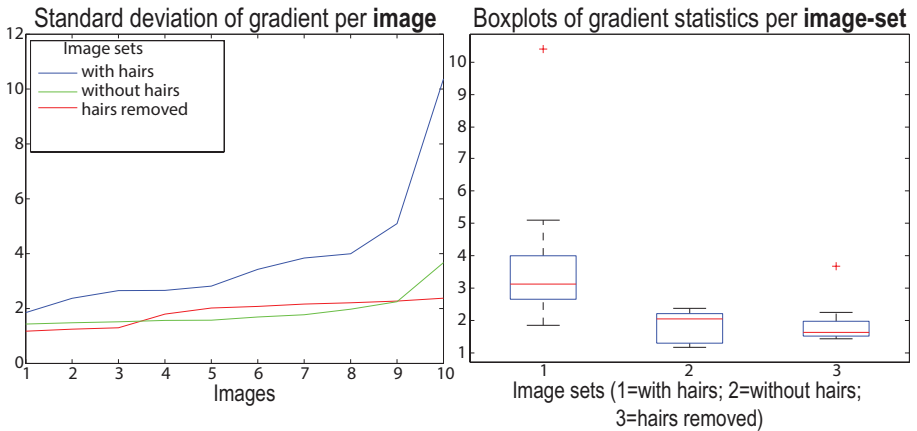 Standard deviation of gradient per image
12
10
8
6
4
2
0
Image sets
with hairs
without hairs
hairs removed
1 2 3 4 5 6 7 8 9 10
Images
Boxplots of gradient statistics per image-set
10
9
8
7
6
5
4
3
2
1
1 2 3
Image sets (1=with hairs; 2=without hairs;
3=hairs removed)